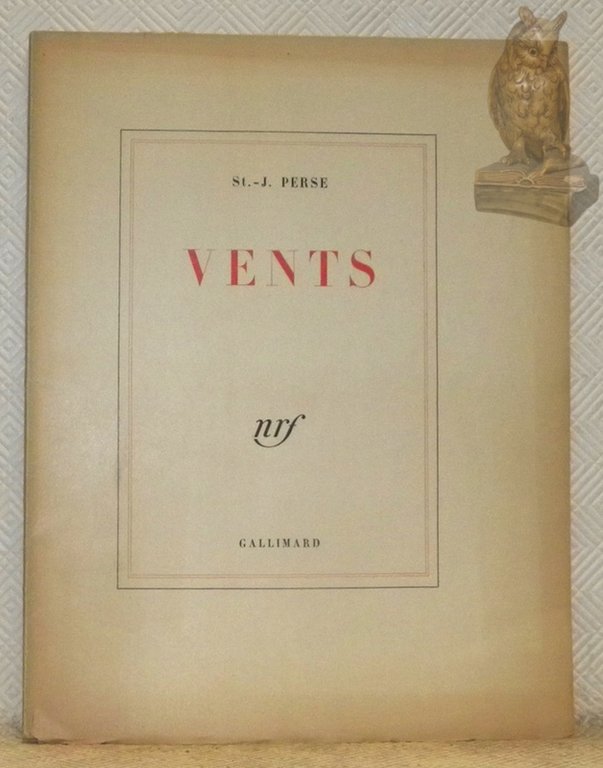 St.-J. PERSE
VENTS
nrf
GALLIMARD